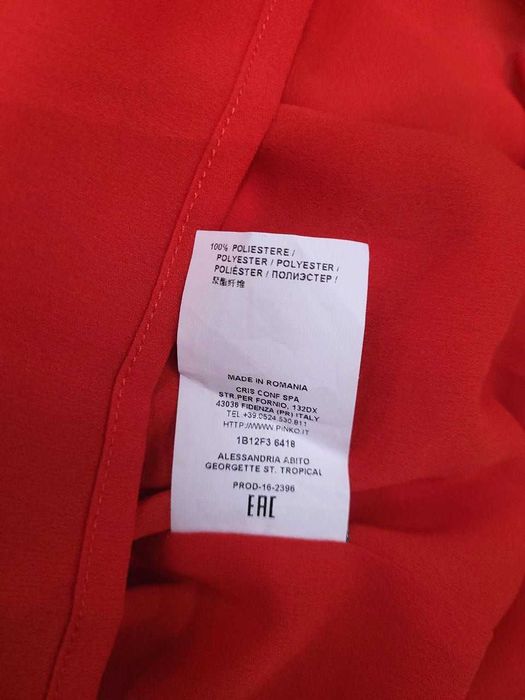 100% POLIESTERE /
POLYESTER / POLYESTER /
POLIÉSTER / ПОЛИЭСТЕР /
聚酯纤维
MADE IN ROMANIA
CRIS CONF SPA
STR.PER FORNIO, 132DX
43036 FIDENZA (PR) ITALY
TEL.+39.0524.530.811
HTTP://WWW.PINKO.IT
1B12F3 6418
ALESSANDRIA ABITO
GEORGETTE ST. TROPICAL
PROD-16-2396
EAC